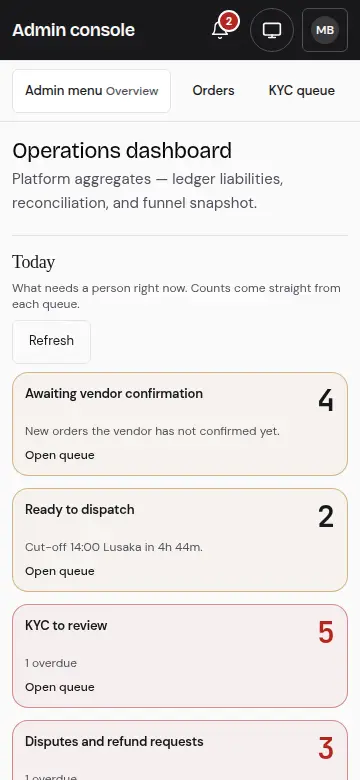 Admin console
2
MB
Admin menu Overview
Orders
KYC queue
Operations dashboard
Platform aggregates — ledger liabilities,
reconciliation, and funnel snapshot.
Today
What needs a person right now. Counts come straight from
each queue.
Refresh
Awaiting vendor confirmation
4
New orders the vendor has not confirmed yet.
Open queue
Ready to dispatch
2
Cut-off 14:00 Lusaka in 4h 44m.
Open queue
KYC to review
5
1 overdue
Open queue
Disputes and refund requests
3
1 overdue